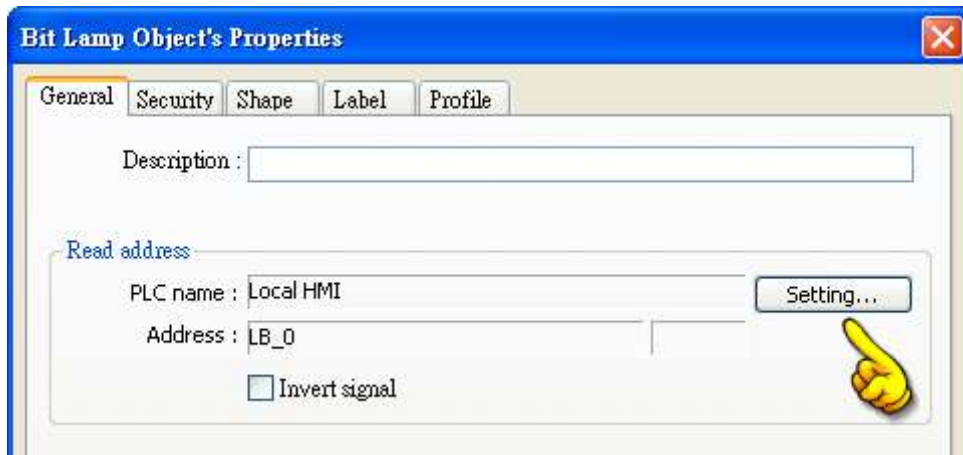 Bit Lamp Object's Properties
General Security Shape Label Profile
Description :
Read address
PLC name : Local HMI Setting...
Address : LB_0
Invert signal